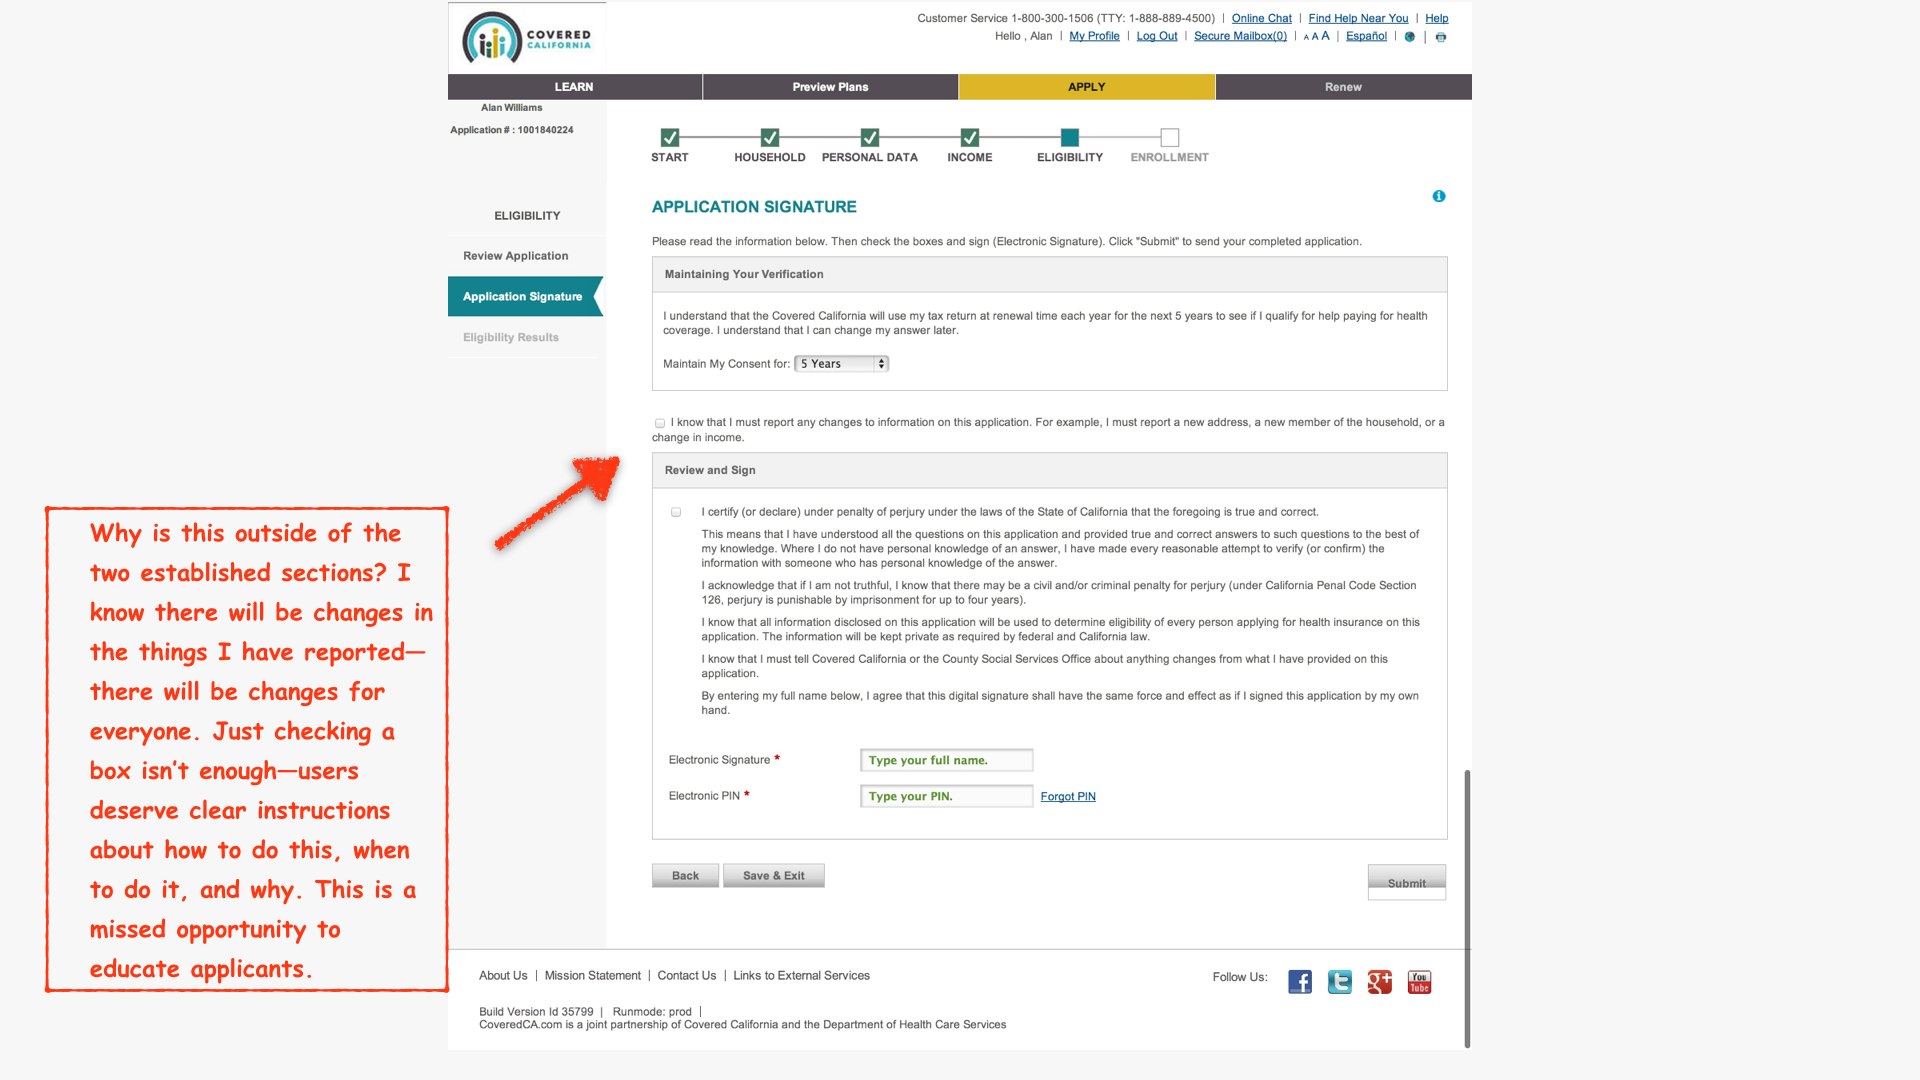 COVERED
CALIFORNIA
Customer Service 1-800-300-1506 (TTY: 1-888-889-4500) | Online Chat | Find Help Near You | Help
Hello , Alan | My Profile | Log Out | Secure Mailbox(0) | A A A | Español |  |
LEARN
Preview Plans
APPLY
Renew
Alan Williams
Application # : 1001840224
START
HOUSEHOLD
PERSONAL DATA
INCOME
ELIGIBILITY
ENROLLMENT
ELIGIBILITY
Review Application
Application Signature
Eligibility Results
APPLICATION SIGNATURE
Please read the information below. Then check the boxes and sign (Electronic Signature). Click "Submit" to send your completed application.
Maintaining Your Verification
I understand that the Covered California will use my tax return at renewal time each year for the next 5 years to see if I qualify for help paying for health
coverage. I understand that I can change my answer later.
Maintain My Consent for: 5 Years
I know that I must report any changes to information on this application. For example, I must report a new address, a new member of the household, or a
change in income.
Review and Sign
I certify (or declare) under penalty of perjury under the laws of the State of California that the foregoing is true and correct.
This means that I have understood all the questions on this application and provided true and correct answers to such questions to the best of
my knowledge. Where I do not have personal knowledge of an answer, I have made every reasonable attempt to verify (or confirm) the
information with someone who has personal knowledge of the answer.
I acknowledge that if I am not truthful, I know that there may be a civil and/or criminal penalty for perjury (under California Penal Code Section
126, perjury is punishable by imprisonment for up to four years).
I know that all information disclosed on this application will be used to determine eligibility of every person applying for health insurance on this
application. The information will be kept private as required by federal and California law.
I know that I must tell Covered California or the County Social Services Office about anything changes from what I have provided on this
application.
By entering my full name below, I agree that this digital signature shall have the same force and effect as if I signed this application by my own
hand.
Electronic Signature * Type your full name.
Electronic PIN * Type your PIN. Forgot PIN
Back
Save & Exit
Submit
Why is this outside of the
two established sections? I
know there will be changes in
the things I have reported—
there will be changes for
everyone. Just checking a
box isn't enough—users
deserve clear instructions
about how to do this, when
to do it, and why. This is a
missed opportunity to
educate applicants.
About Us | Mission Statement | Contact Us | Links to External Services
Follow Us:
f
t
g+
You
Tube
Build Version Id 35799 | Runmode: prod |
CoveredCA.com is a joint partnership of Covered California and the Department of Health Care Services